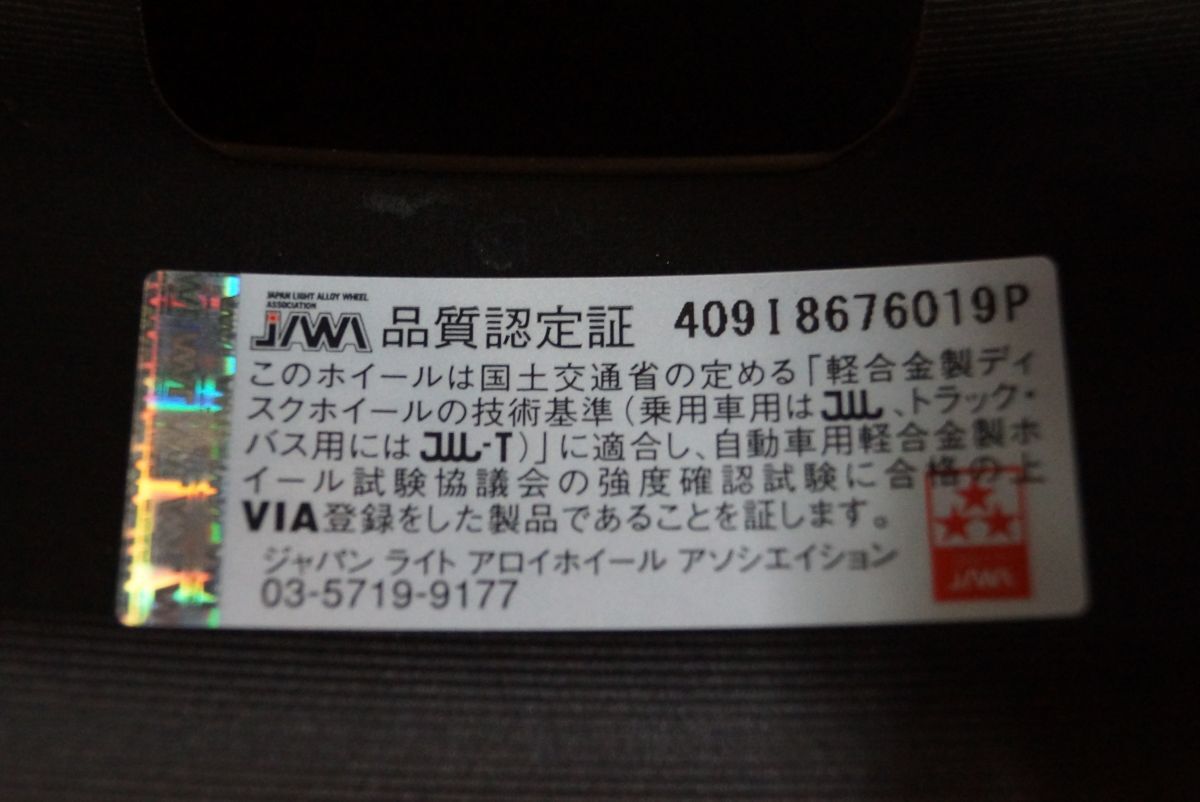 JAPAN LIGHT ALLOY WHEEL
ASSOCIATION
JAWA 品質認定証 409I8676019P
このホイールは国土交通省の定める「軽合金製ディ
スクホイールの技術基準(乗用車用はJWL、トラック・
バス用にはJWL-T)」に適合し、自動車用軽合金製ホ
イール試験協議会の強度確認試験に合格の上
VIA登録をした製品であることを証します。
ジャパン ライト アロイホイール アソシエイション
03-5719-9177
JAWA